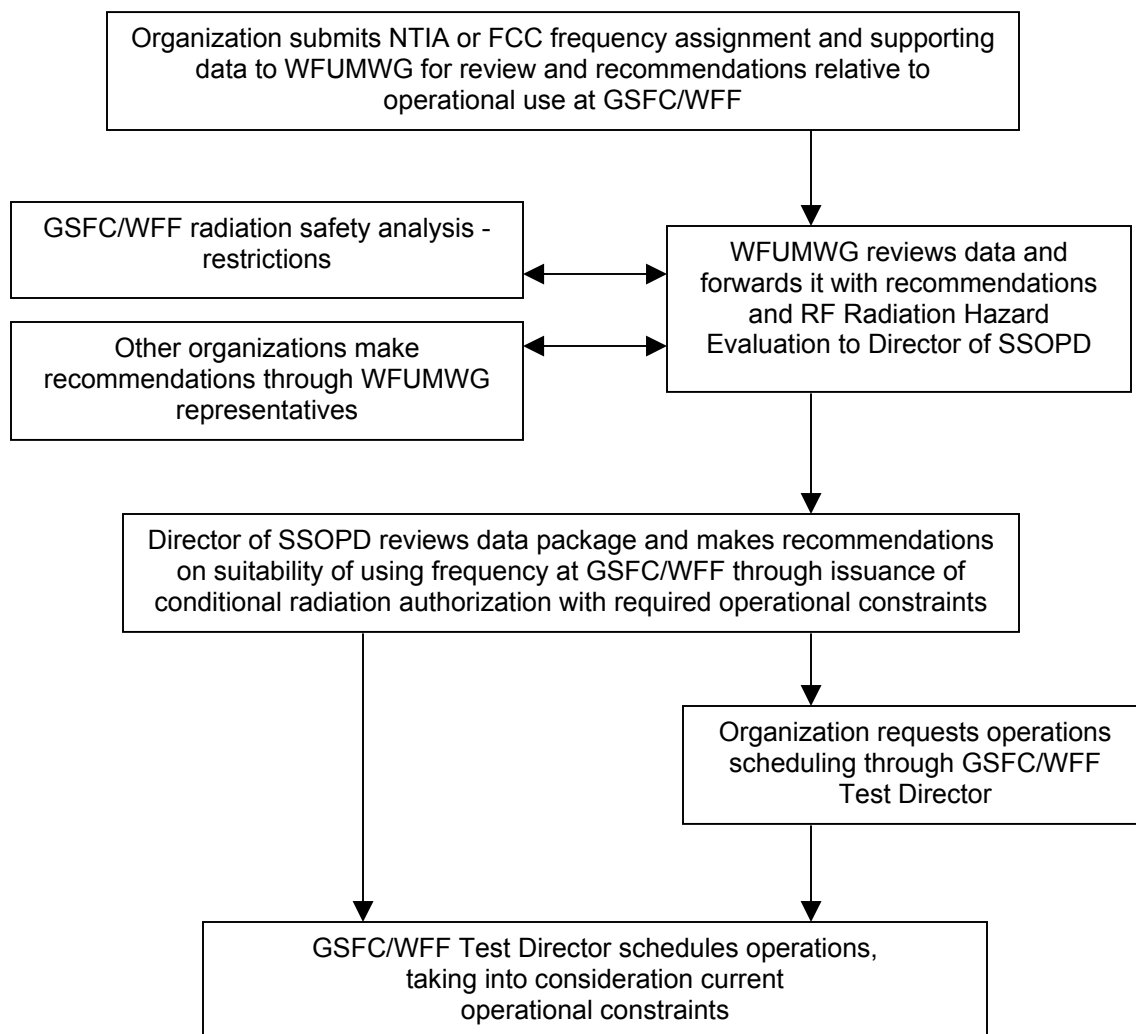 Organization submits NTIA or FCC frequency assignment and supporting
data to WFUMWG for review and recommendations relative to
operational use at GSFC/WFF
GSFC/WFF radiation safety analysis -
restrictions
WFUMWG reviews data and
forwards it with recommendations
and RF Radiation Hazard
Evaluation to Director of SSOPD
Other organizations make
recommendations through WFUMWG
representatives
Director of SSOPD reviews data package and makes recommendations
on suitability of using frequency at GSFC/WFF through issuance of
conditional radiation authorization with required operational constraints
Organization requests operations
scheduling through GSFC/WFF
Test Director
GSFC/WFF Test Director schedules operations,
taking into consideration current
operational constraints